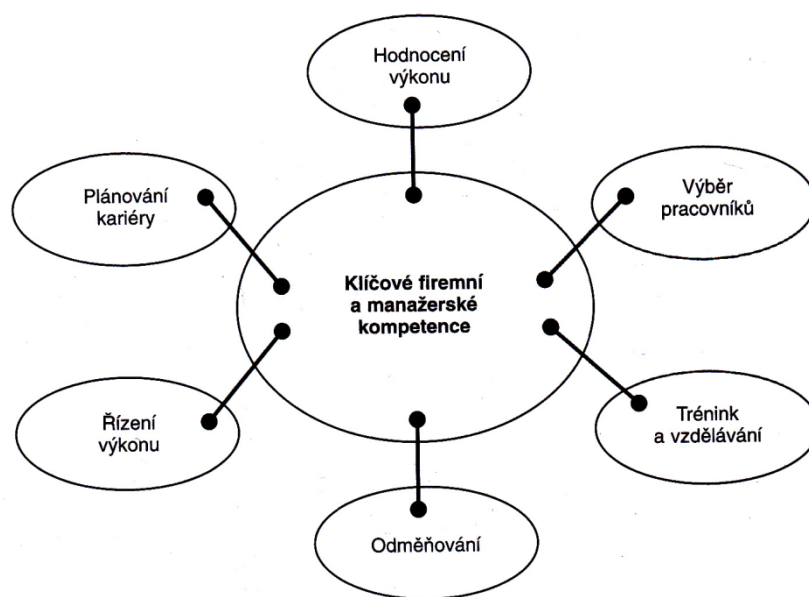 Hodnocení
výkonu
Plánování
kariéry
Výběr
pracovníků
Klíčové firemní
a manažerské
kompetence
Řízení
výkonu
Trénink
a vzdělávání
Odměňování